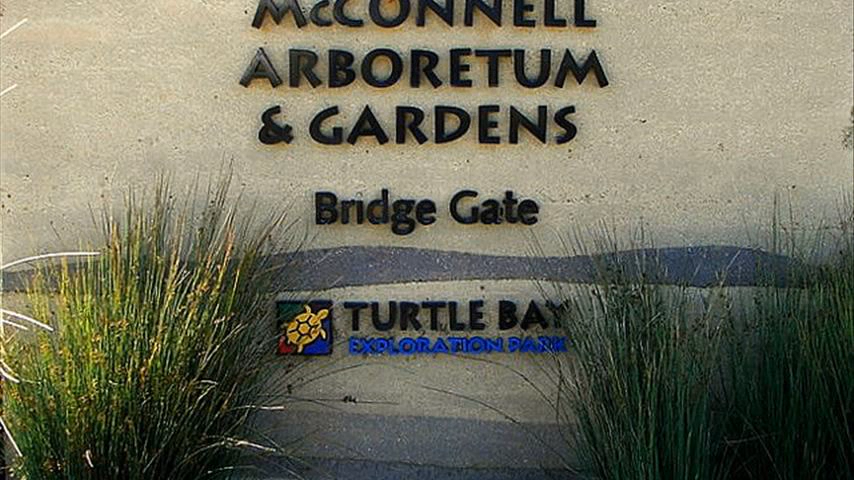 McCONNELL
ARBORETUM
& GARDENS
Bridge Gate
TURTLE BAY
EXPLORATION PARK